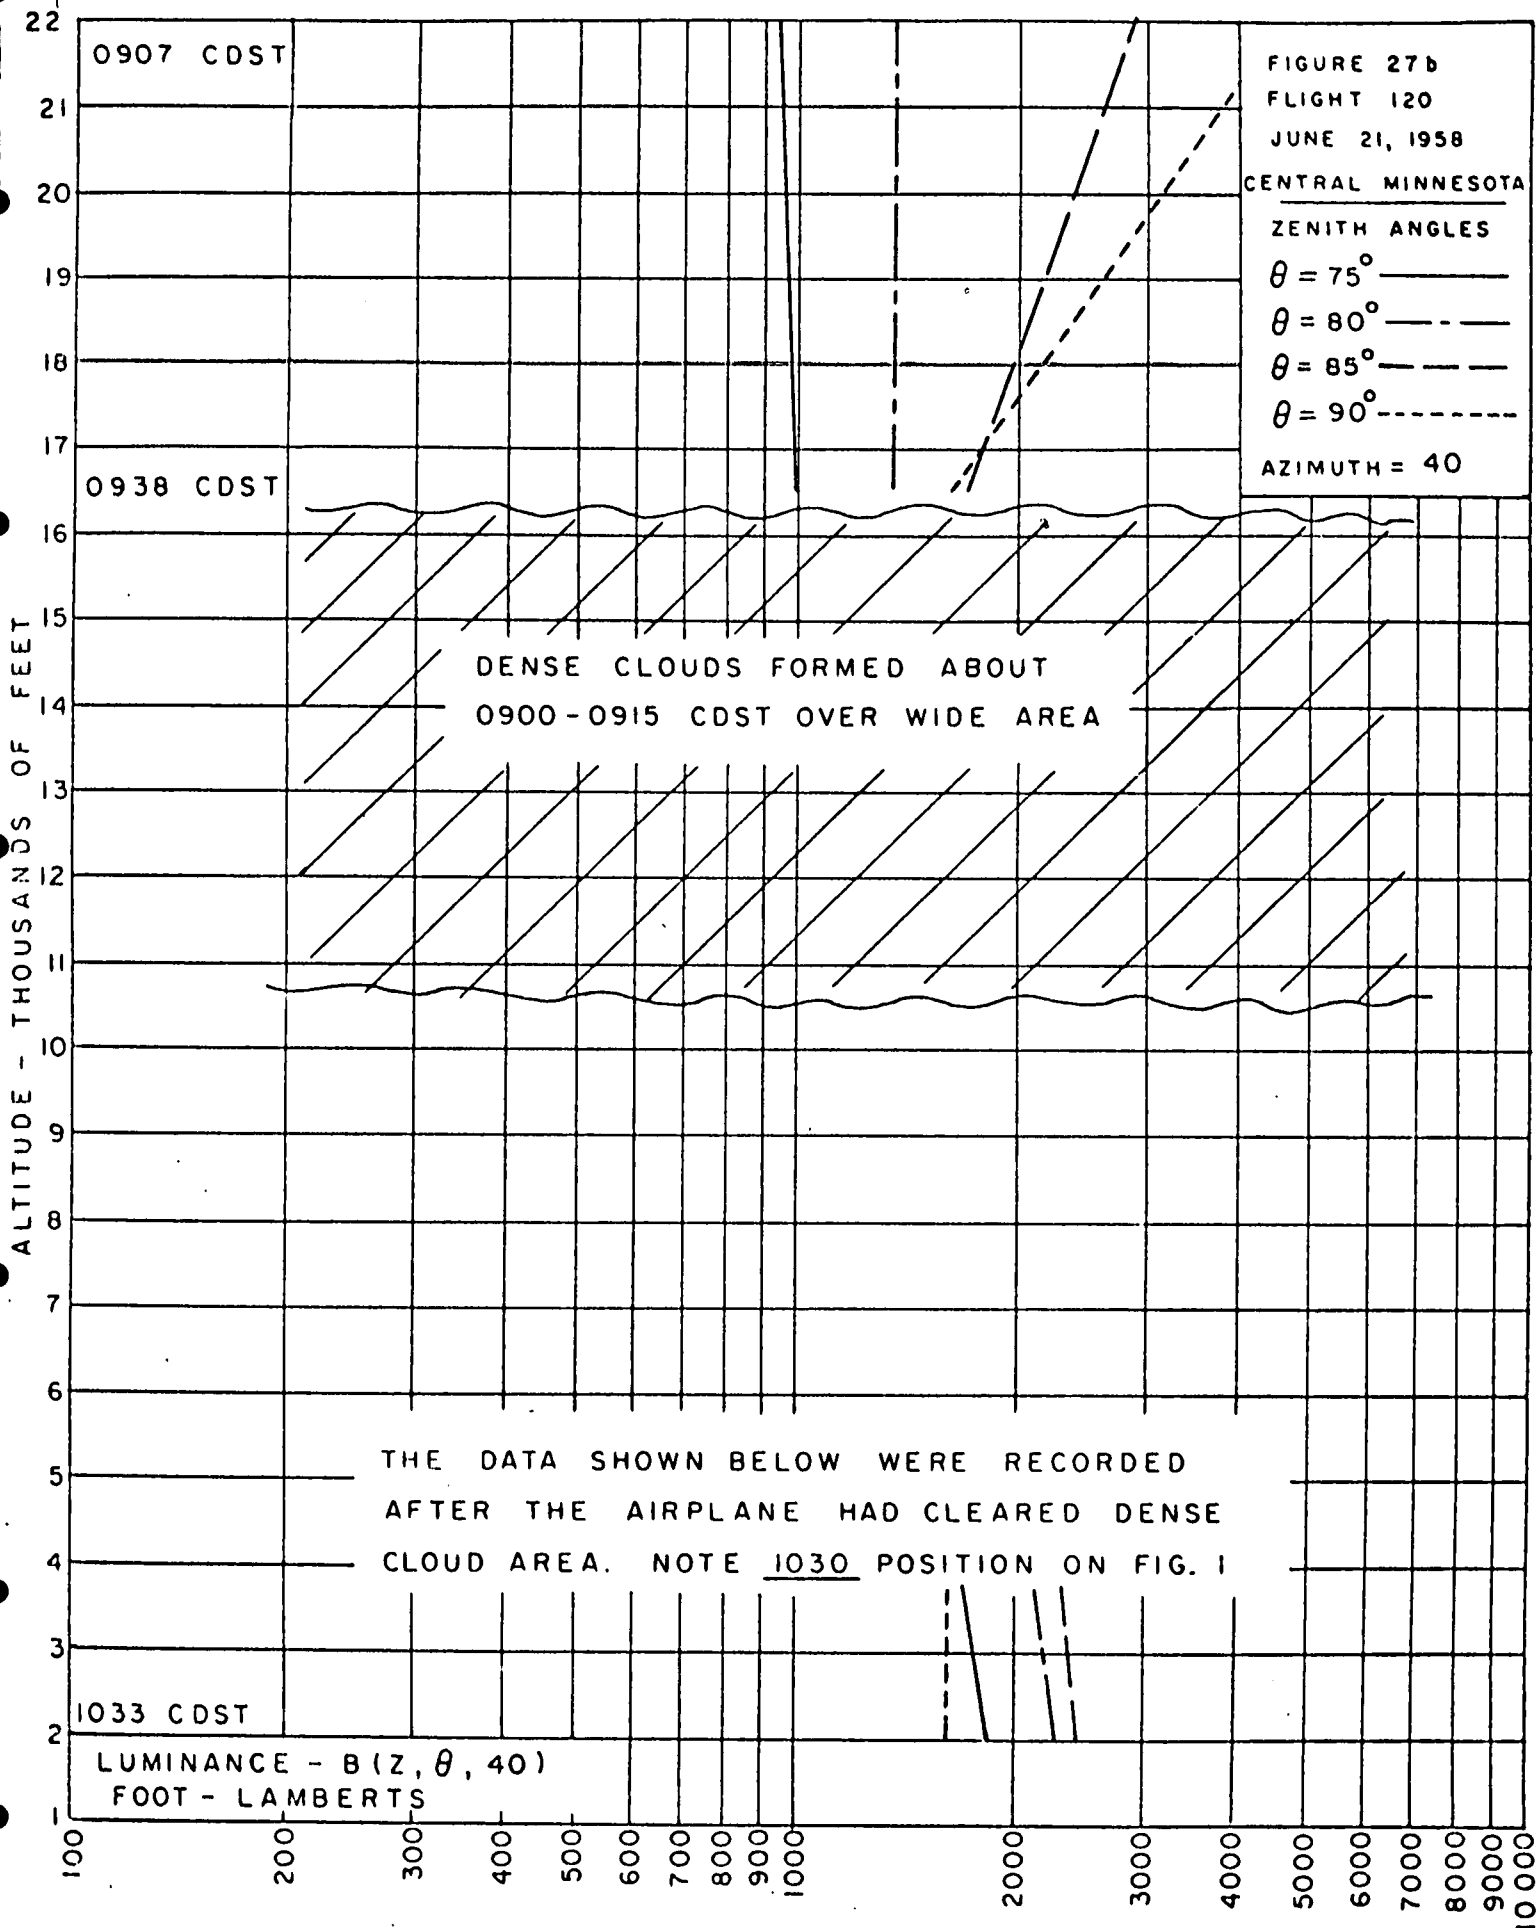 0907 CDST
FIGURE 27b
FLIGHT 120
JUNE 21, 1958
CENTRAL MINNESOTA
ZENITH ANGLES
θ = 75°
θ = 80°
θ = 85°
θ = 90°
AZIMUTH = 40
0938 CDST
DENSE CLOUDS FORMED ABOUT
0900-0915 CDST OVER WIDE AREA
THE DATA SHOWN BELOW WERE RECORDED
AFTER THE AIRPLANE HAD CLEARED DENSE
CLOUD AREA. NOTE 1030 POSITION ON FIG. 1
1033 CDST
LUMINANCE - B(Z, θ, 40)
FOOT - LAMBERTS
ALTITUDE - THOUSANDS OF FEET
22
21
20
19
18
17
16
15
14
13
12
11
10
9
8
7
6
5
4
3
2
1
100
200
300
400
500
600
700
800
900
1000
2000
3000
4000
5000
6000
7000
8000
9000
10000